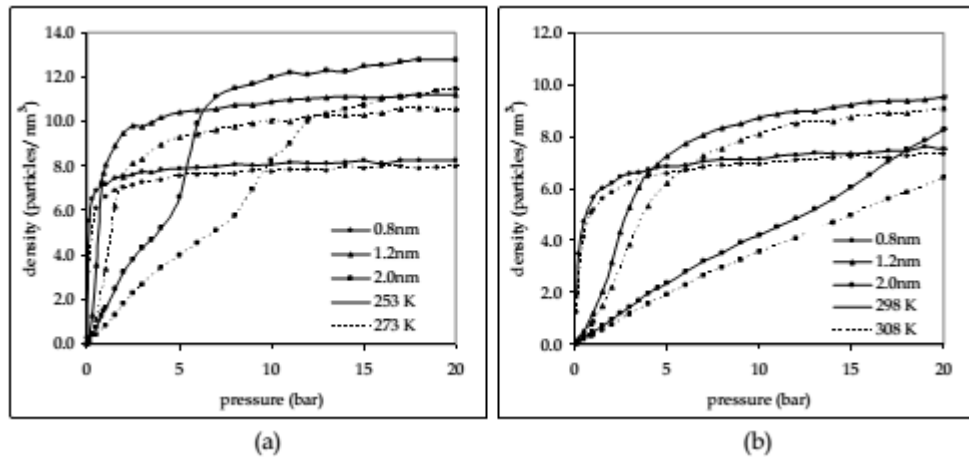 14.0
12.0
10.0
8.0
6.0
4.0
2.0
0.0
density (particles/ nm³)
0 5 10 15 20
pressure (bar)
0.8nm
1.2nm
2.0nm
253 K
273 K
(a)
12.0
10.0
8.0
6.0
4.0
2.0
0.0
density (particles/ nm³)
0 5 10 15 20
pressure (bar)
0.8nm
1.2nm
2.0nm
298 K
308 K
(b)